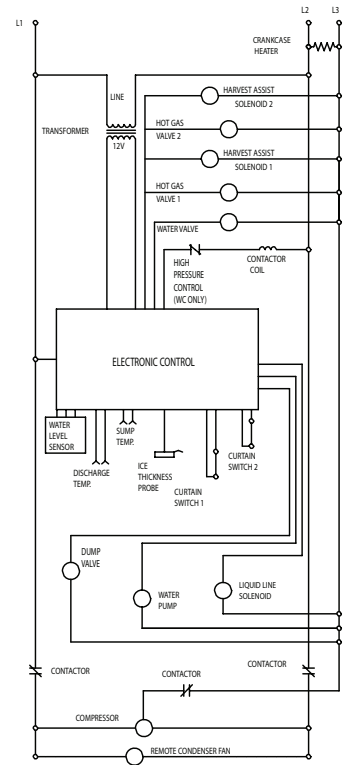 L1
L2
L3
CRANKCASE
HEATER
LINE
TRANSFORMER
12V
HARVEST ASSIST
SOLENOID 2
HOT GAS
VALVE 2
HARVEST ASSIST
SOLENOID 1
HOT GAS
VALVE 1
WATER VALVE
HIGH
PRESSURE
CONTROL
(WC ONLY)
CONTACTOR
COIL
ELECTRONIC CONTROL
WATER
LEVEL
SENSOR
DISCHARGE
TEMP.
SUMP
TEMP.
ICE
THICKNESS
PROBE
CURTAIN
SWITCH 1
CURTAIN
SWITCH 2
DUMP
VALVE
WATER
PUMP
LIQUID LINE
SOLENOID
CONTACTOR
CONTACTOR
CONTACTOR
COMPRESSOR
REMOTE CONDENSER FAN